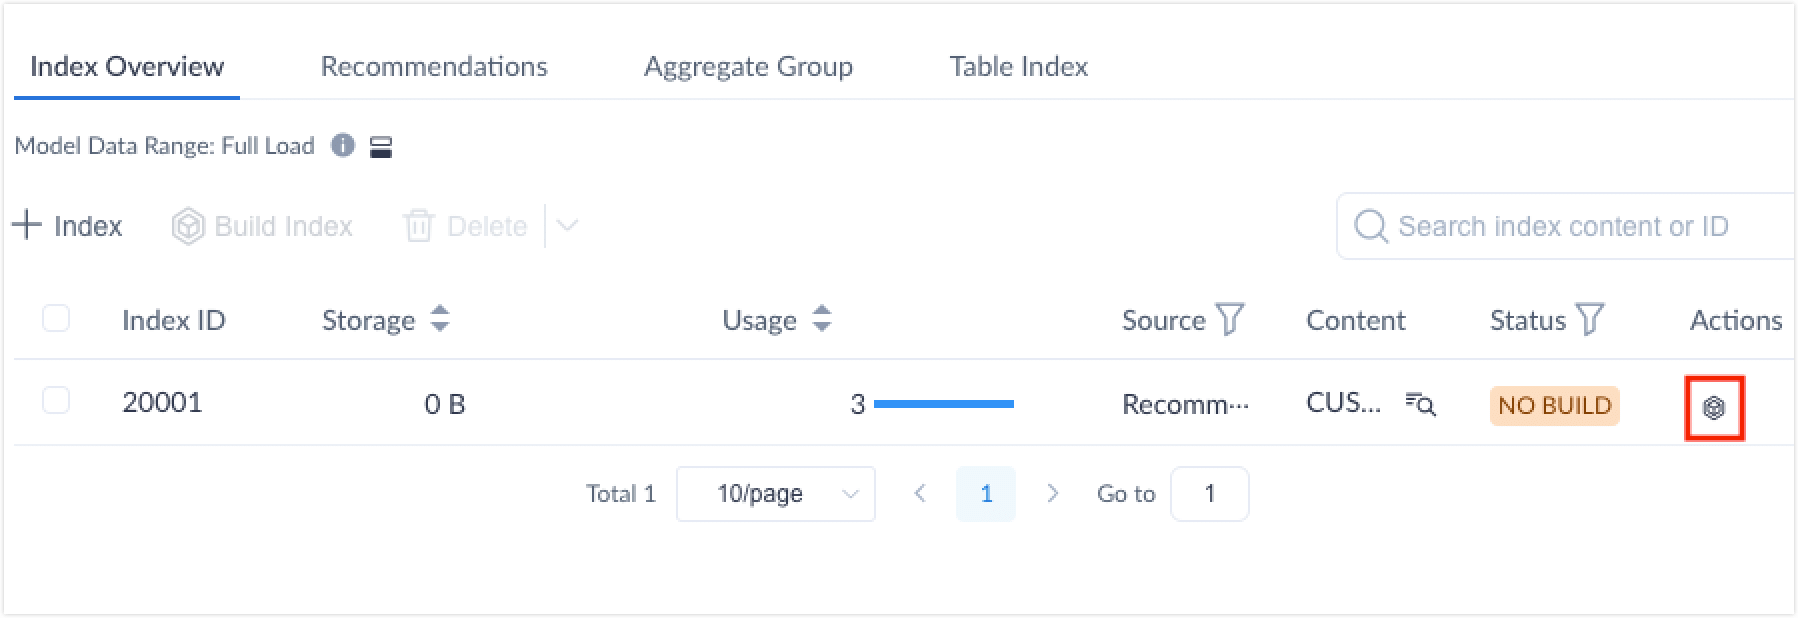 Index Overview Recommendations Aggregate Group Table Index
Model Data Range: Full Load
Index Build Index Delete Search index content or ID
Index ID Storage Usage Source Content Status Actions
20001 0 B 3 Recomm··· CUS... NO BUILD
Total 1 10/page 1 Go to 1